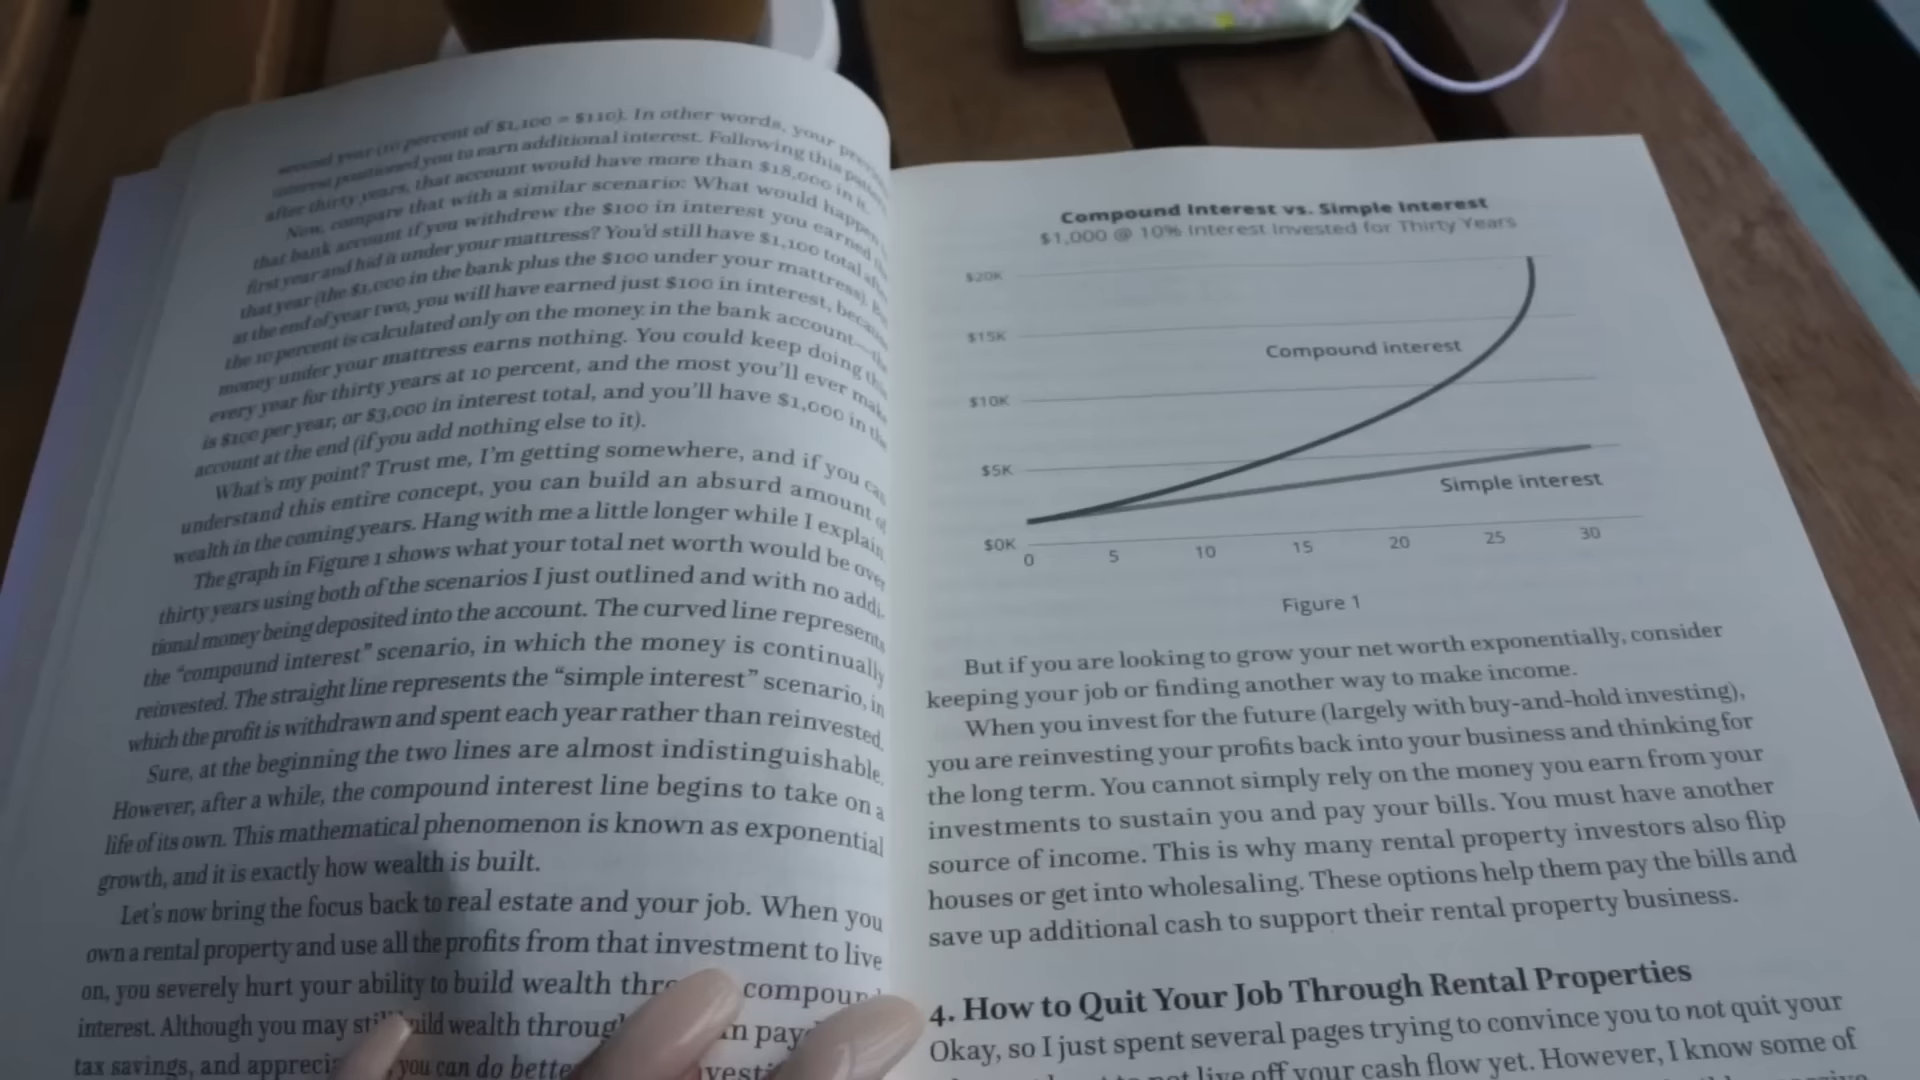 second year (10 percent of $1,100 = $110). In other words, your
interest positioned you to earn additional interest. Following this
after thirty years, that account would have more than $18,000 in it.
Now, compare that with a similar scenario: What would happen
that bank account if you withdrew the $100 in interest you earned
first year and hid it under your mattress? You'd still have $1,100 total
that year (the $1,000 in the bank plus the $100 under your mattress).
at the end of year two, you will have earned just $100 in interest,
the 10 percent is calculated only on the money in the bank account—
money under your mattress earns nothing. You could keep doing this
every year for thirty years at 10 percent, and the most you'll ever make
is $100 per year, or $3,000 in interest total, and you'll have $1,000 in the
account at the end (if you add nothing else to it).
What's my point? Trust me, I'm getting somewhere, and if you can
understand this entire concept, you can build an absurd amount of
wealth in the coming years. Hang with me a little longer while I explain.
The graph in Figure 1 shows what your total net worth would be over
thirty years using both of the scenarios I just outlined and with no addi-
tional money being deposited into the account. The curved line represents
the “compound interest” scenario, in which the money is continually
reinvested. The straight line represents the “simple interest” scenario, in
which the profit is withdrawn and spent each year rather than reinvested.
Sure, at the beginning the two lines are almost indistinguishable.
However, after a while, the compound interest line begins to take on a
life of its own. This mathematical phenomenon is known as exponential
growth, and it is exactly how wealth is built.
Let's now bring the focus back to real estate and your job. When you
own a rental property and use all the profits from that investment to live
on, you severely hurt your ability to build wealth
interest. Although you may still build wealth through
tax savings, and you can do better
Compound Interest vs. Simple Interest
$1,000 @ 10% Interest Invested for Thirty Years
$20K
$15K
Compound interest
$10K
$5K
Simple interest
$0K
0 5 10 15 20 25 30
Figure 1
But if you are looking to grow your net worth exponentially, consider
keeping your job or finding another way to make income.
When you invest for the future (largely with buy-and-hold investing),
you are reinvesting your profits back into your business and thinking for
the long term. You cannot simply rely on the money you earn from your
investments to sustain you and pay your bills. You must have another
source of income. This is why many rental property investors also flip
houses or get into wholesaling. These options help them pay the bills and
save up additional cash to support their rental property business.
4. How to Quit Your Job Through Rental Properties
Okay, so I just spent several pages trying to convince you to not quit your
not live off your cash flow yet. However, I know some of